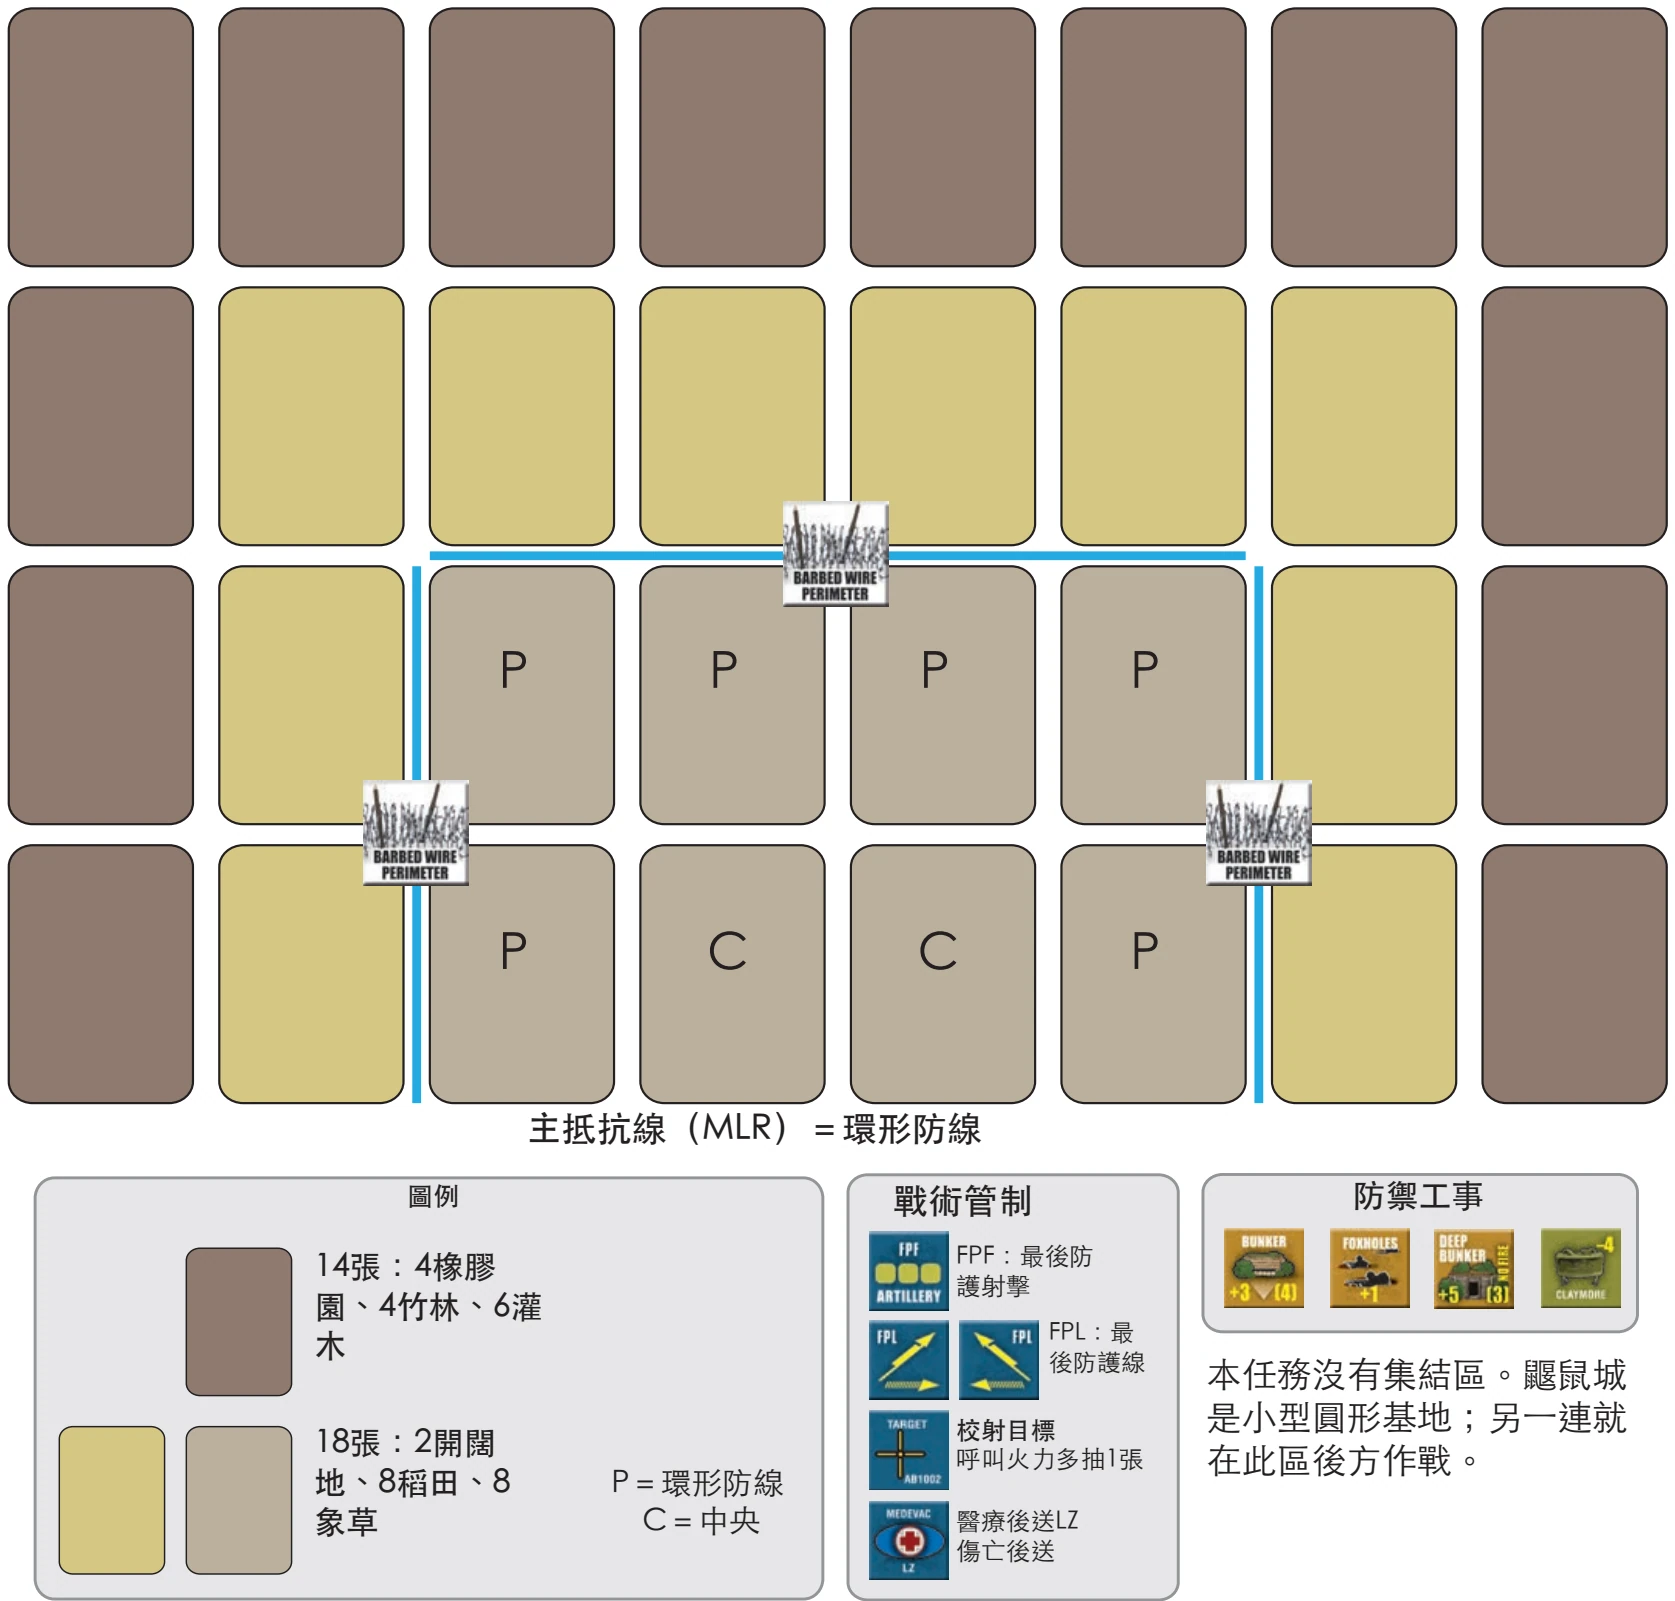 BARBED WIRE
PERIMETER
P P P P
BARBED WIRE
PERIMETER
BARBED WIRE
PERIMETER
P C C P
主抵抗線（MLR）＝環形防線
圖例
14張：4橡膠
園、4竹林、6灌
木
18張：2開闊
地、8稻田、8
象草
P＝環形防線
C＝中央
戰術管制
FPF
ARTILLERY
FPF：最後防
護射擊
FPL
FPL
FPL：最
後防護線
TARGET
AB1002
校射目標
呼叫火力多抽1張
MEDEVAC
LZ
醫療後送LZ
傷亡後送
防禦工事
BUNKER
+3 (4)
FOXHOLES
+1
DEEP
BUNKER
NO FIRE
+5 (3)
-4
CLAYMORE
本任務沒有集結區。鼴鼠城
是小型圓形基地；另一連就
在此區後方作戰。